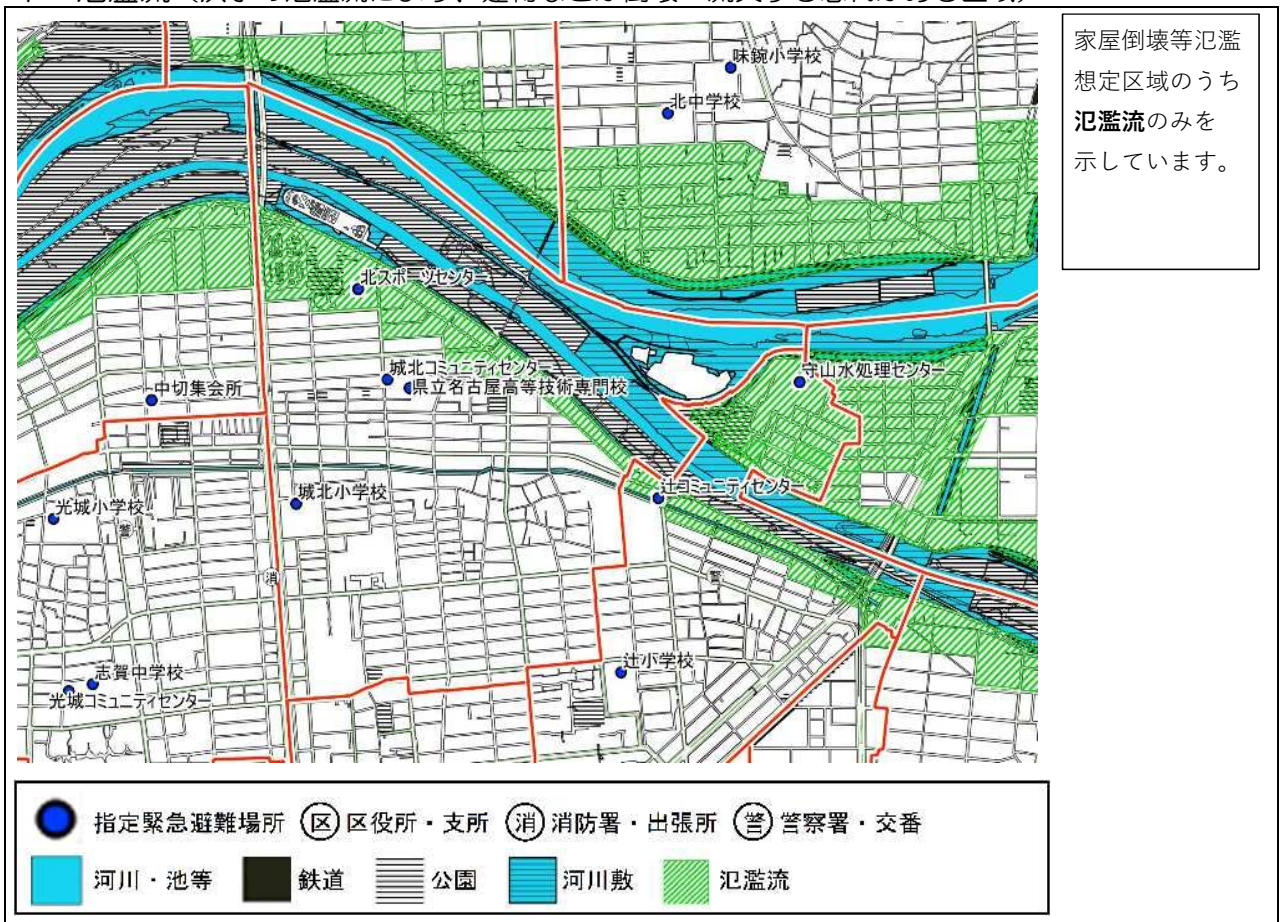 味鋺小学校
北中学校
北スポーツセンター
城北コミュニティセンター
県立名古屋高等技術専門校
中切集会所
守山水処理センター
辻コミュニティセンター
城北小学校
光城小学校
警
消
警
辻小学校
志賀中学校
光城コミュニティセンター
家屋倒壊等氾濫
想定区域のうち
氾濫流のみを
示しています。
指定緊急避難場所 区 区役所・支所 消 消防署・出張所 警 警察署・交番
河川・池等 鉄道 公園 河川敷 氾濫流